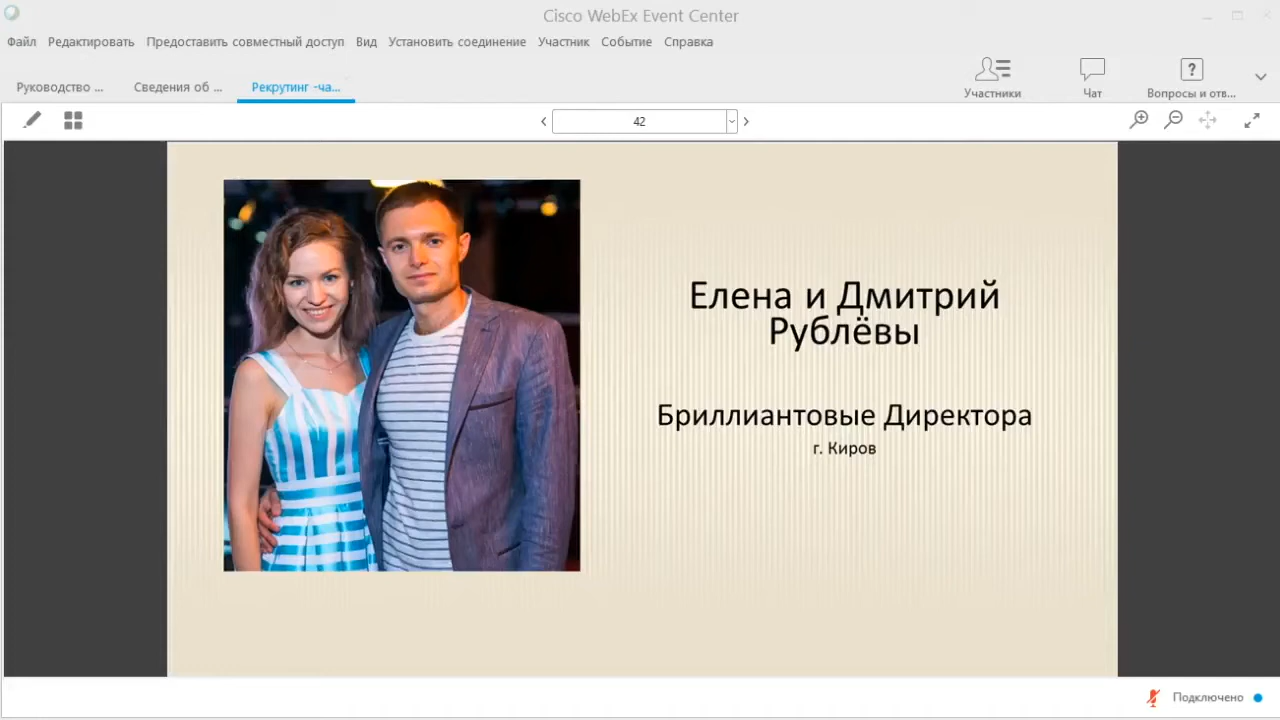 Cisco WebEx Event Center
Файл Редактировать Предоставить совместный доступ Вид Установить соединение Участник Событие Справка
Руководство ... Сведения об ... Рекрутинг -ча...
Участники Чат Вопросы и отв...
42
Елена и Дмитрий
Рублёвы
Бриллиантовые Директора
г. Киров
Подключено